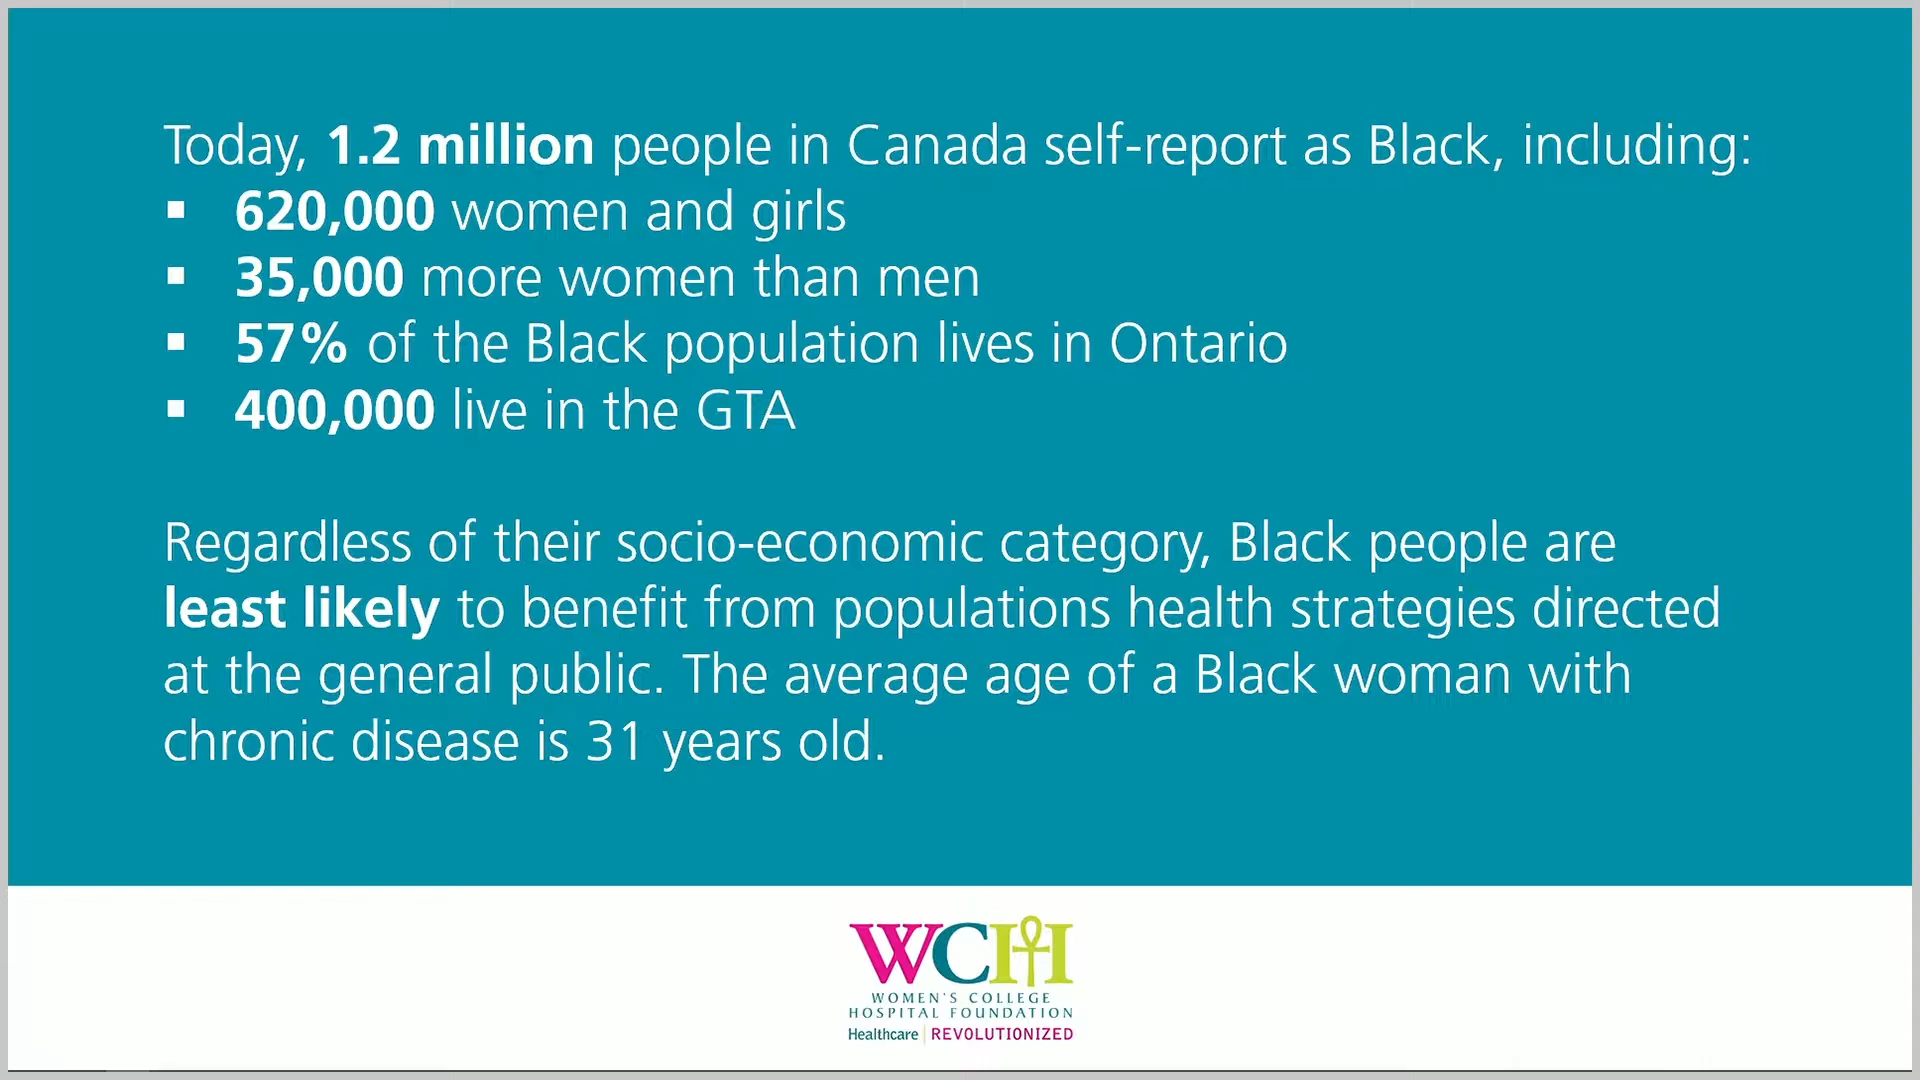 Today, 1.2 million people in Canada self-report as Black, including:
▪ 620,000 women and girls
▪ 35,000 more women than men
▪ 57% of the Black population lives in Ontario
▪ 400,000 live in the GTA
Regardless of their socio-economic category, Black people are
least likely to benefit from populations health strategies directed
at the general public. The average age of a Black woman with
chronic disease is 31 years old.
WCH
WOMEN'S COLLEGE
HOSPITAL FOUNDATION
Healthcare | REVOLUTIONIZED